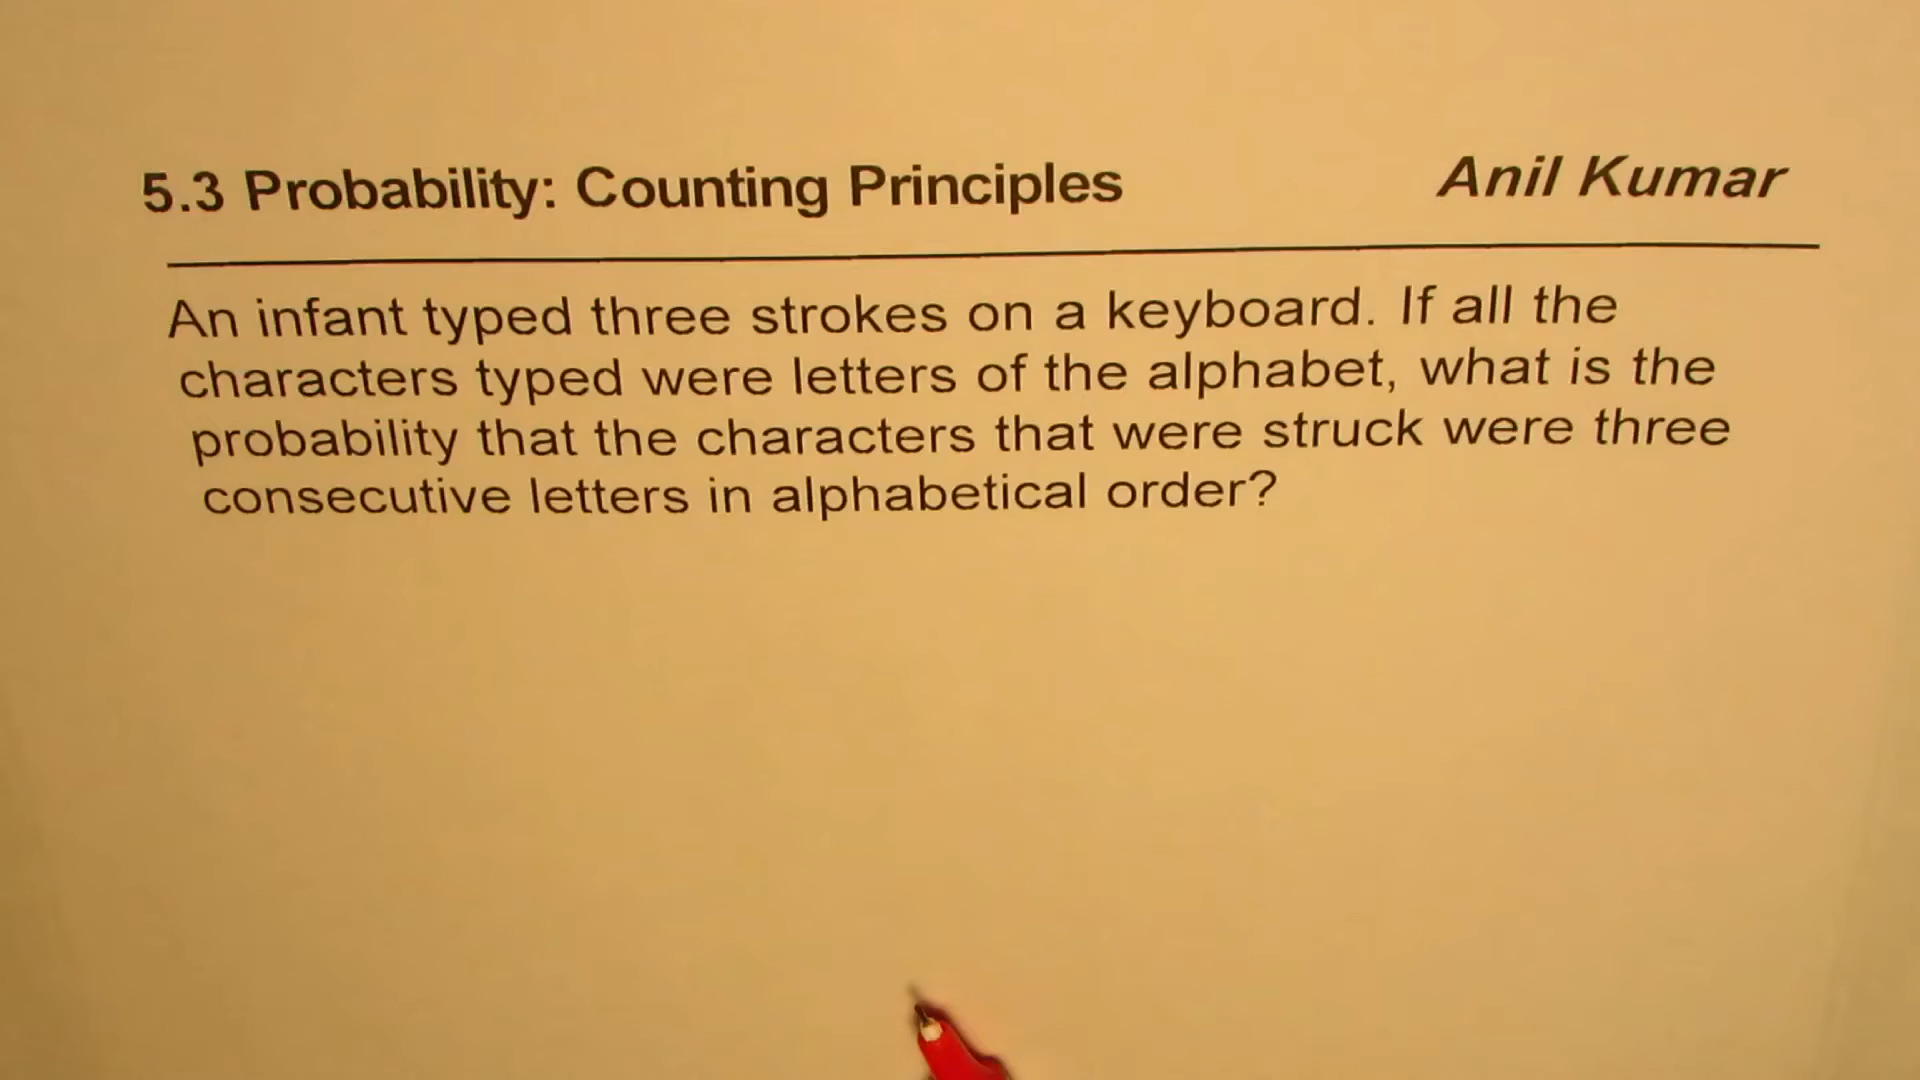 5.3 Probability: Counting Principles Anil Kumar
An infant typed three strokes on a keyboard. If all the
characters typed were letters of the alphabet, what is the
probability that the characters that were struck were three
consecutive letters in alphabetical order?